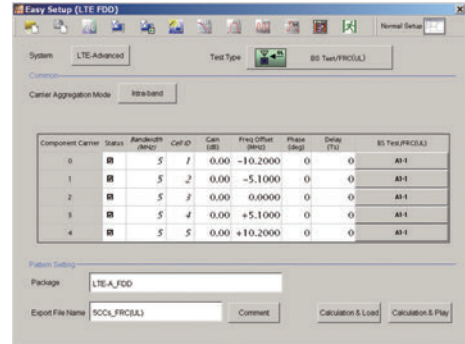 Easy Setup (LTE FDD)
Normal Setup
System LTE-Advanced Test Type BS Test/FRC(UL)
Common
Carrier Aggregation Mode Intra-band
Component Carrier Status Bandwidth (MHz) Cell ID Gain (dB) Freq Offset (MHz) Phase (deg) Delay (Ts) BS Test/FRC(UL)
0 5 1 0.00 -10.2000 0 0 A1-1
1 5 2 0.00 -5.1000 0 0 A1-1
2 5 3 0.00 0.0000 0 0 A1-1
3 5 4 0.00 +5.1000 0 0 A1-1
4 5 5 0.00 +10.2000 0 0 A1-1
Pattern Setting
Package LTE-A_FDD
Export File Name 5CCs_FRC(UL) Comment Calculation & Load Calculation & Play